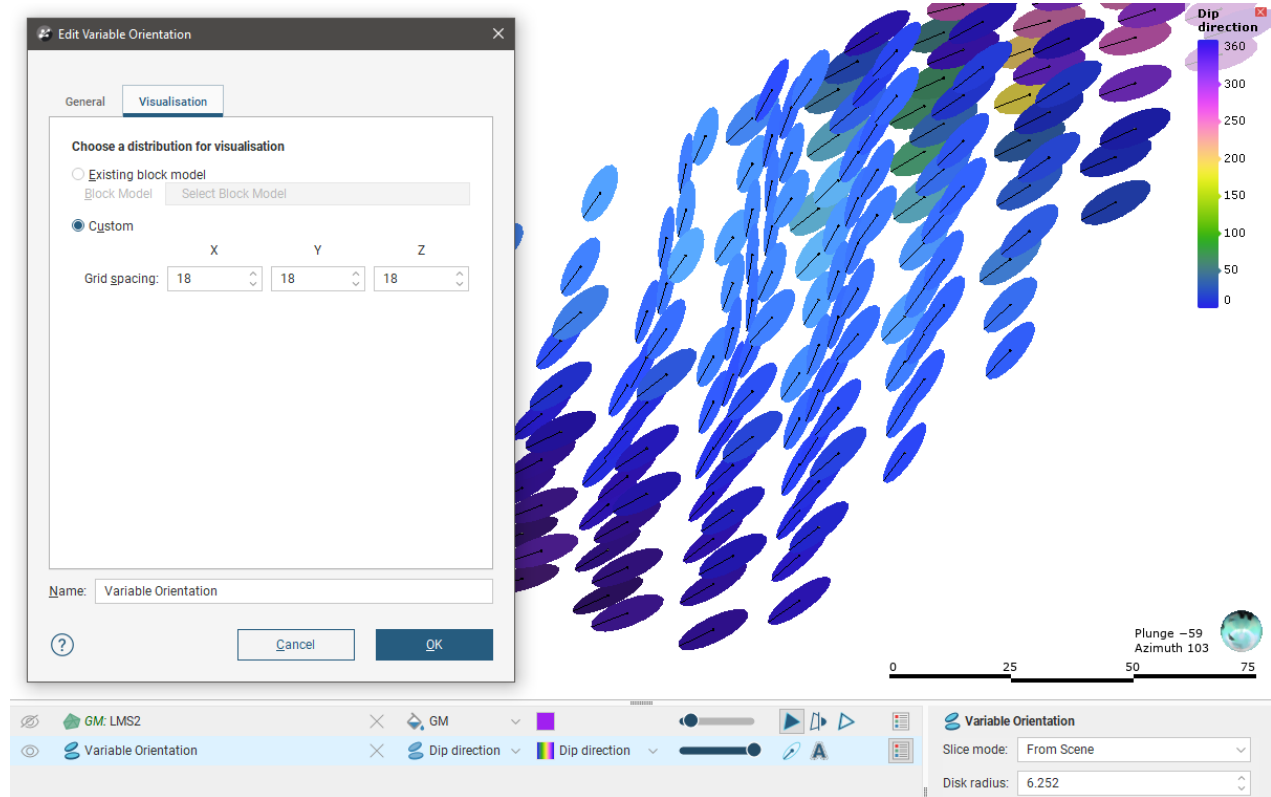 Edit Variable Orientation
General Visualisation
Choose a distribution for visualisation
Existing block model
Block Model Select Block Model
Custom
X Y Z
Grid spacing: 18 18 18
Name: Variable Orientation
? Cancel OK
Dip
direction
360
300
250
200
150
100
50
0
Plunge −59
Azimuth 103
0 25 50 75
GM: LMS2 GM
Variable Orientation Dip direction Dip direction A
Variable Orientation
Slice mode: From Scene
Disk radius: 6.252